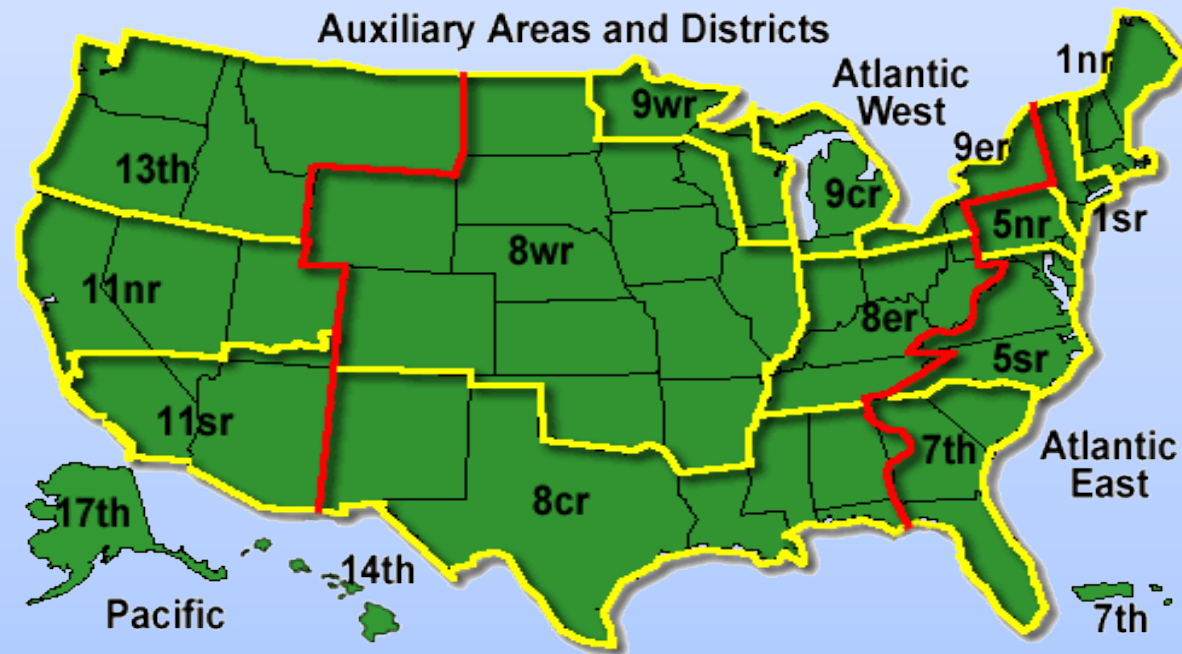 Auxiliary Areas and Districts
1nr
Atlantic
West
9wr
9er
13th
9cr
5nr
1sr
8wr
11nr
8er
5sr
11sr
7th
Atlantic
East
8cr
17th
14th
Pacific
7th